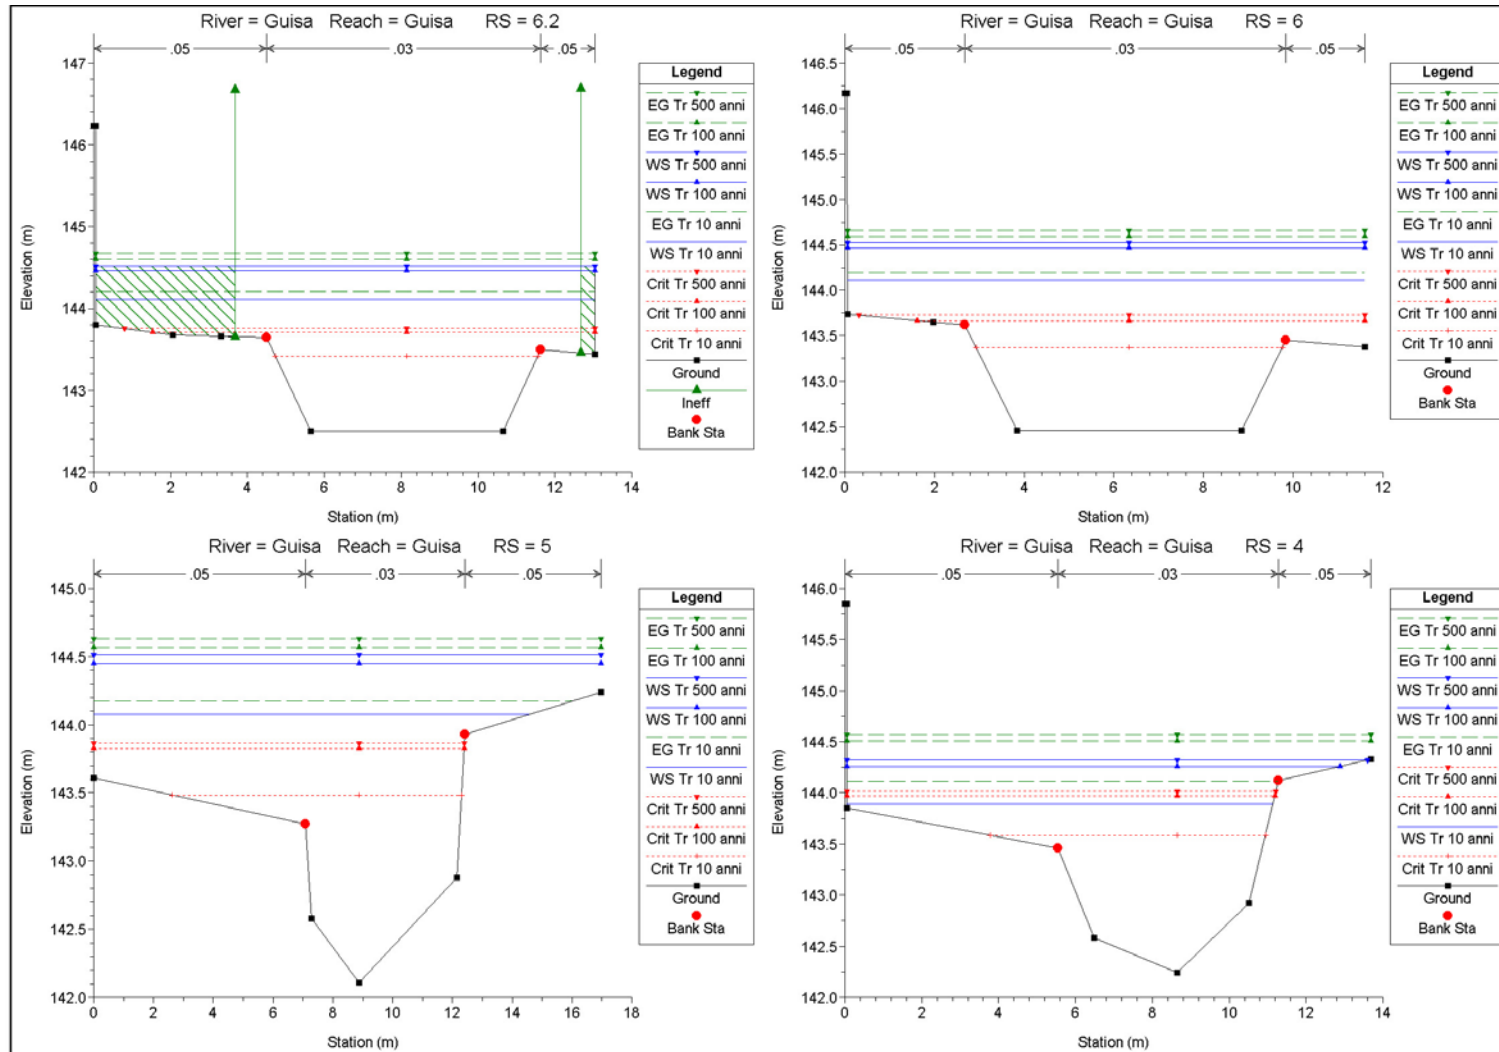 River = Guisa Reach = Guisa RS = 6.2
.05 .03 .05
147
146
145
144
143
142
Elevation (m)
0 2 4 6 8 10 12 14
Station (m)
Legend
EG Tr 500 anni
EG Tr 100 anni
WS Tr 500 anni
WS Tr 100 anni
EG Tr 10 anni
WS Tr 10 anni
Crit Tr 500 anni
Crit Tr 100 anni
Crit Tr 10 anni
Ground
Ineff
Bank Sta
River = Guisa Reach = Guisa RS = 6
.05 .03 .05
146.5
146.0
145.5
145.0
144.5
144.0
143.5
143.0
142.5
142.0
Elevation (m)
0 2 4 6 8 10 12
Station (m)
Legend
EG Tr 500 anni
EG Tr 100 anni
WS Tr 500 anni
WS Tr 100 anni
EG Tr 10 anni
WS Tr 10 anni
Crit Tr 500 anni
Crit Tr 100 anni
Crit Tr 10 anni
Ground
Bank Sta
River = Guisa Reach = Guisa RS = 5
.05 .03 .05
145.0
144.5
144.0
143.5
143.0
142.5
142.0
Elevation (m)
0 2 4 6 8 10 12 14 16 18
Station (m)
Legend
EG Tr 500 anni
EG Tr 100 anni
WS Tr 500 anni
WS Tr 100 anni
EG Tr 10 anni
WS Tr 10 anni
Crit Tr 500 anni
Crit Tr 100 anni
Crit Tr 10 anni
Ground
Bank Sta
River = Guisa Reach = Guisa RS = 4
.05 .03 .05
146.0
145.5
145.0
144.5
144.0
143.5
143.0
142.5
142.0
Elevation (m)
0 2 4 6 8 10 12 14
Station (m)
Legend
EG Tr 500 anni
EG Tr 100 anni
WS Tr 500 anni
WS Tr 100 anni
EG Tr 10 anni
Crit Tr 500 anni
Crit Tr 100 anni
WS Tr 10 anni
Crit Tr 10 anni
Ground
Bank Sta